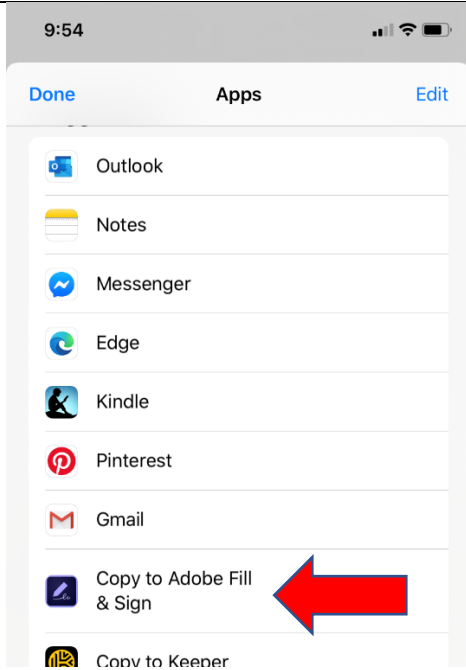 9:54
Done Apps Edit
Outlook
Notes
Messenger
Edge
Kindle
Pinterest
Gmail
Copy to Adobe Fill
& Sign
Copy to Keeper